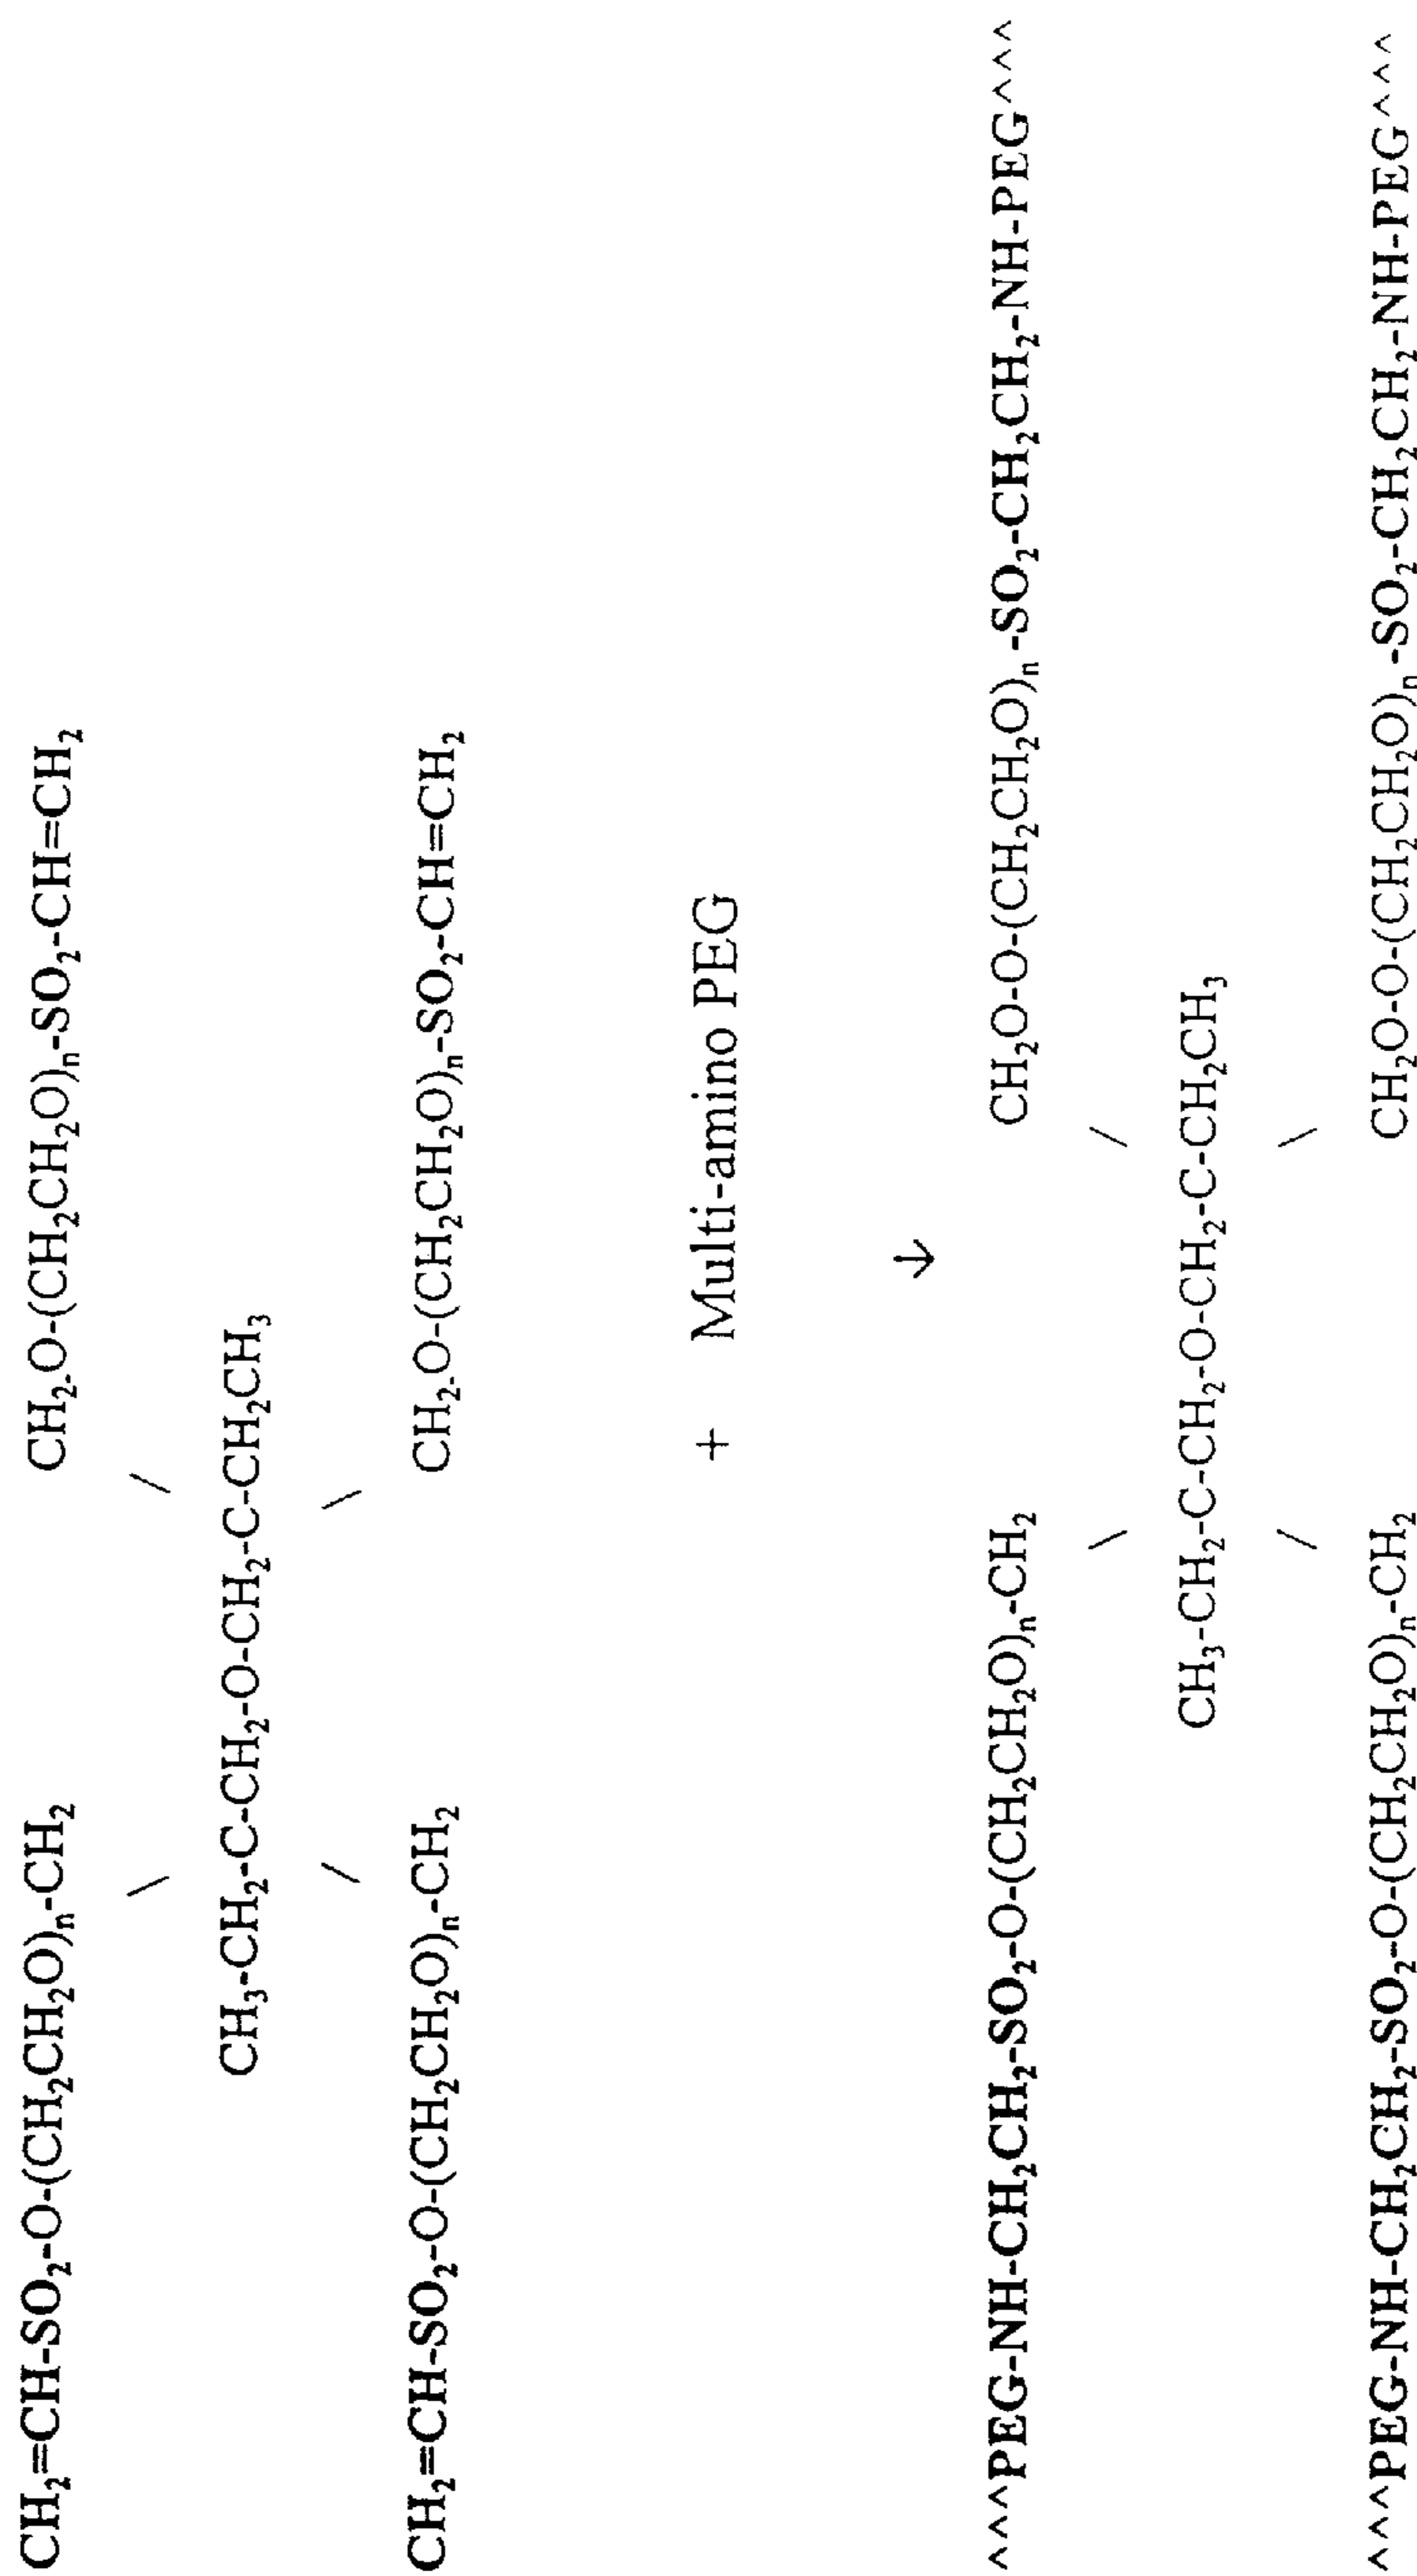 CH₂=CH-SO₂-O-(CH₂CH₂O)ₙ-CH₂ CH₂-O-(CH₂CH₂O)ₙ-SO₂-CH=CH₂
\ /
CH₃-CH₂-C-CH₂-O-CH₂-C-CH₂CH₃
/ \
CH₂=CH-SO₂-O-(CH₂CH₂O)ₙ-CH₂ CH₂-O-(CH₂CH₂O)ₙ-SO₂-CH=CH₂
+ Multi-amino PEG
↓
^^^PEG-NH-CH₂CH₂-SO₂-O-(CH₂CH₂O)ₙ-CH₂ CH₂O-O-(CH₂CH₂O)ₙ-SO₂-CH₂CH₂-NH-PEG^^^
\ /
CH₃-CH₂-C-CH₂-O-CH₂-C-CH₂CH₃
/ \
^^^PEG-NH-CH₂CH₂-SO₂-O-(CH₂CH₂O)ₙ-CH₂ CH₂O-O-(CH₂CH₂O)ₙ-SO₂-CH₂CH₂-NH-PEG^^^